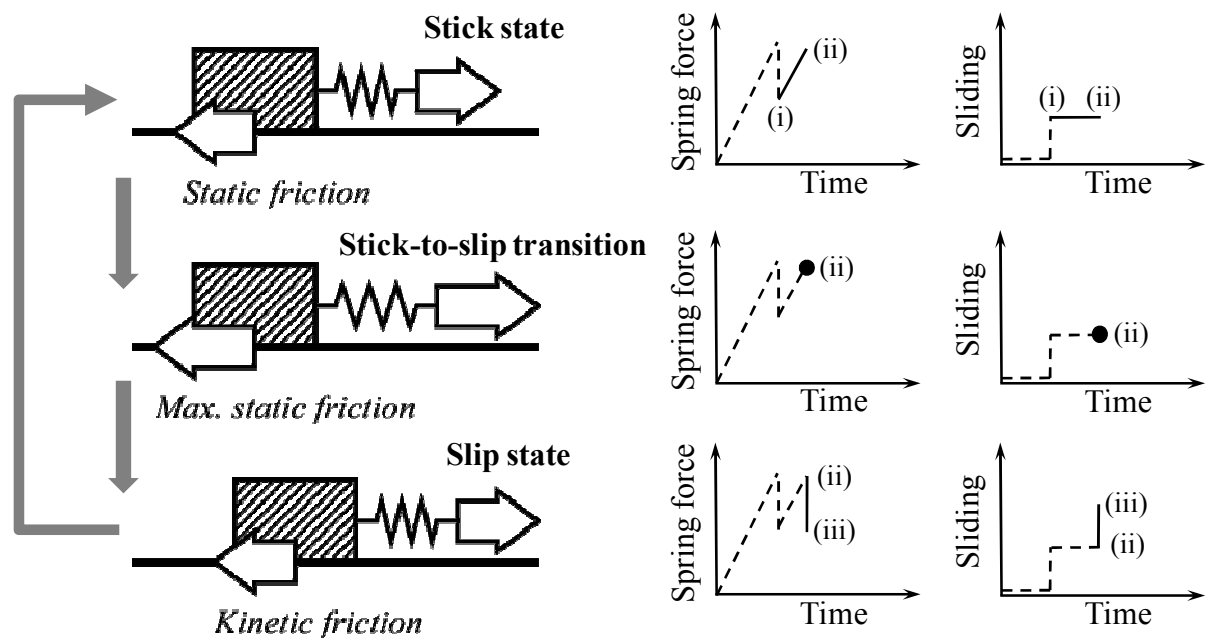 Stick state
Static friction
Spring force
(i)
(ii)
Time
Sliding
(i)
(ii)
Time
Stick-to-slip transition
Max. static friction
Spring force
(ii)
Time
Sliding
(ii)
Time
Slip state
Kinetic friction
Spring force
(ii)
(iii)
Time
Sliding
(iii)
(ii)
Time